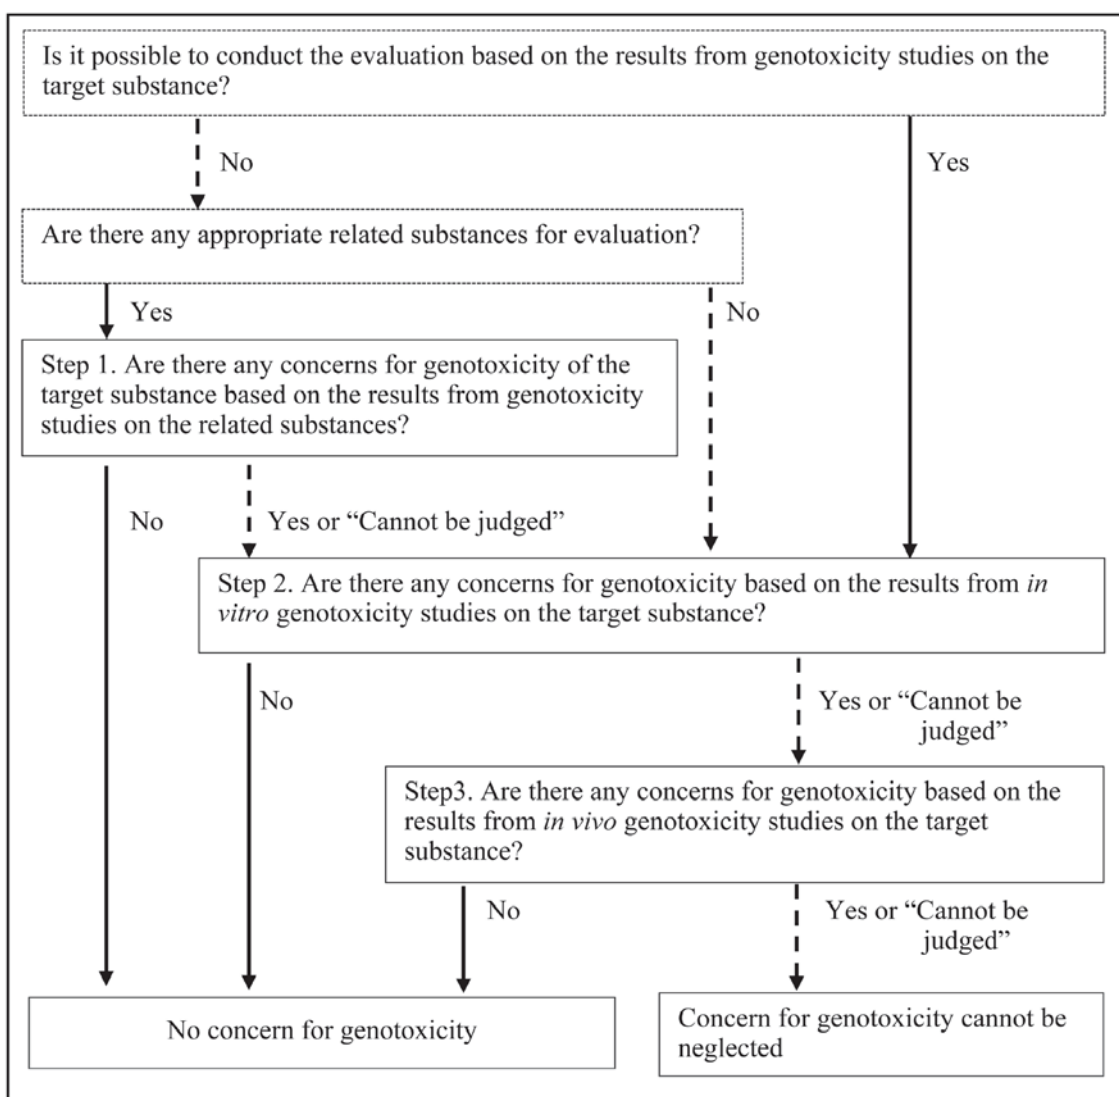 Is it possible to conduct the evaluation based on the results from genotoxicity studies on the
target substance?
No
Yes
Are there any appropriate related substances for evaluation?
Yes
No
Step 1. Are there any concerns for genotoxicity of the
target substance based on the results from genotoxicity
studies on the related substances?
No
Yes or “Cannot be judged”
Step 2. Are there any concerns for genotoxicity based on the results from in
vitro genotoxicity studies on the target substance?
No
Yes or “Cannot be
judged”
Step3. Are there any concerns for genotoxicity based on the
results from in vivo genotoxicity studies on the target
substance?
No
Yes or “Cannot be
judged”
No concern for genotoxicity
Concern for genotoxicity cannot be
neglected